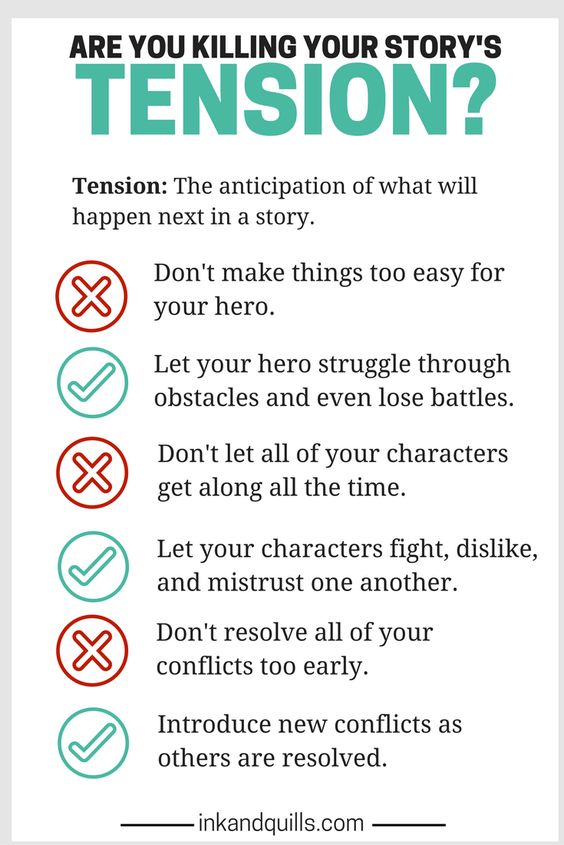 ARE YOU KILLING YOUR STORY'S
TENSION?
Tension: The anticipation of what will
happen next in a story.
Don't make things too easy for
your hero.
Let your hero struggle through
obstacles and even lose battles.
Don't let all of your characters
get along all the time.
Let your characters fight, dislike,
and mistrust one another.
Don't resolve all of your
conflicts too early.
Introduce new conflicts as
others are resolved.
inkandquills.com